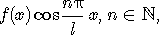 f(x) cos nπ/l x, n ∈ ℕ,